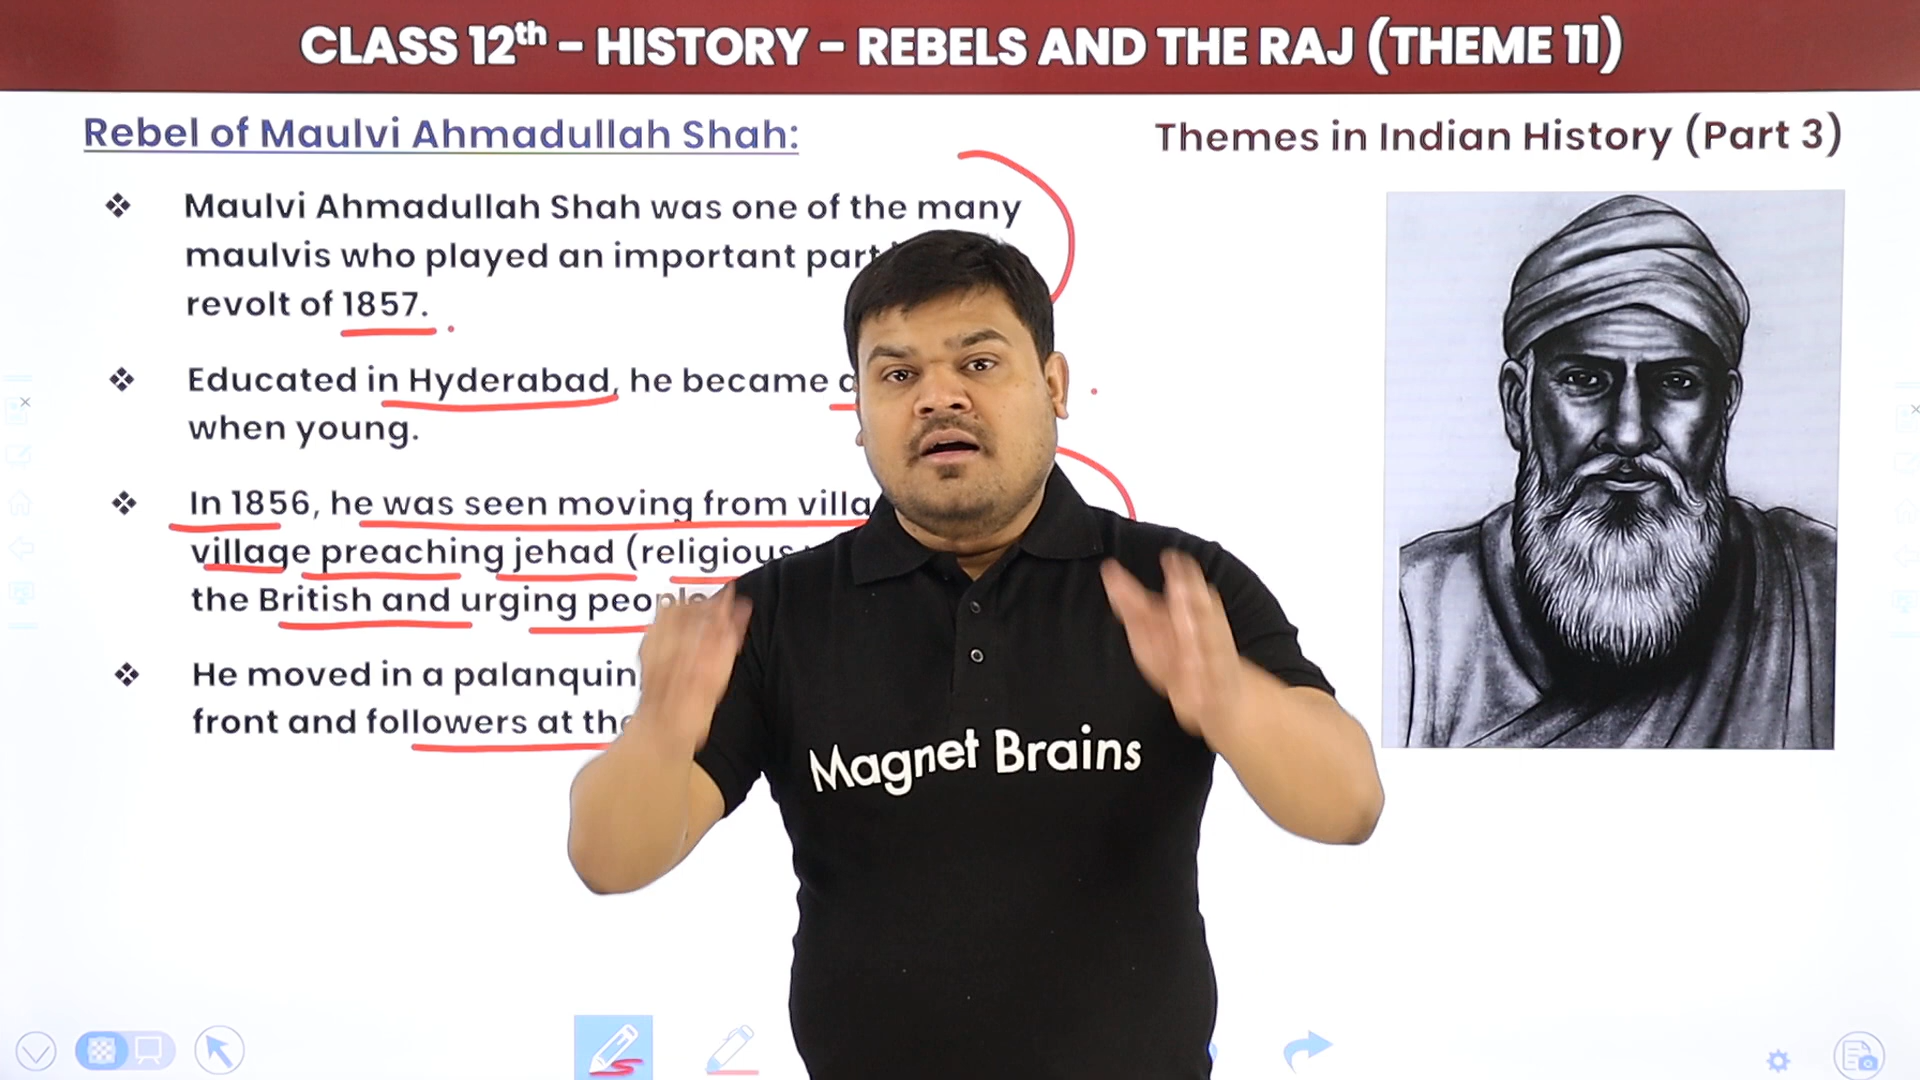 CLASS 12th – HISTORY – REBELS AND THE RAJ (THEME 11)
Rebel of Maulvi Ahmadullah Shah:
Themes in Indian History (Part 3)
❖ Maulvi Ahmadullah Shah was one of the many
maulvis who played an important part
revolt of 1857.
❖ Educated in Hyderabad, he became
when young.
❖ In 1856, he was seen moving from
village preaching jehad (religious
the British and urging
❖ He moved in a palanquin,
front and followers at
Magnet Brains